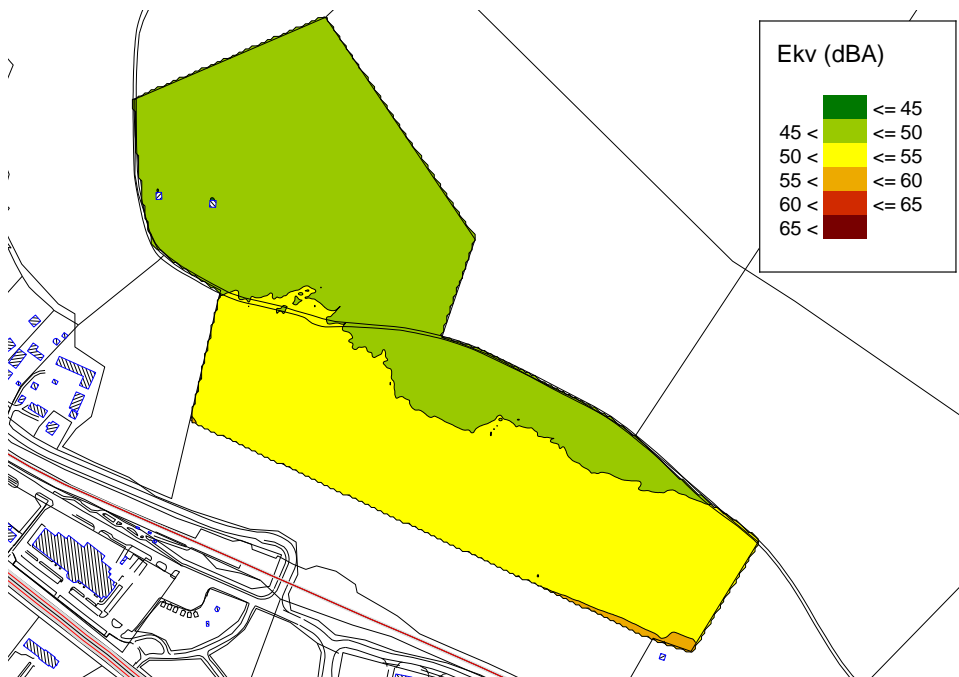 Ekv (dBA)
<= 45
45 < <= 50
50 < <= 55
55 < <= 60
60 < <= 65
65 <